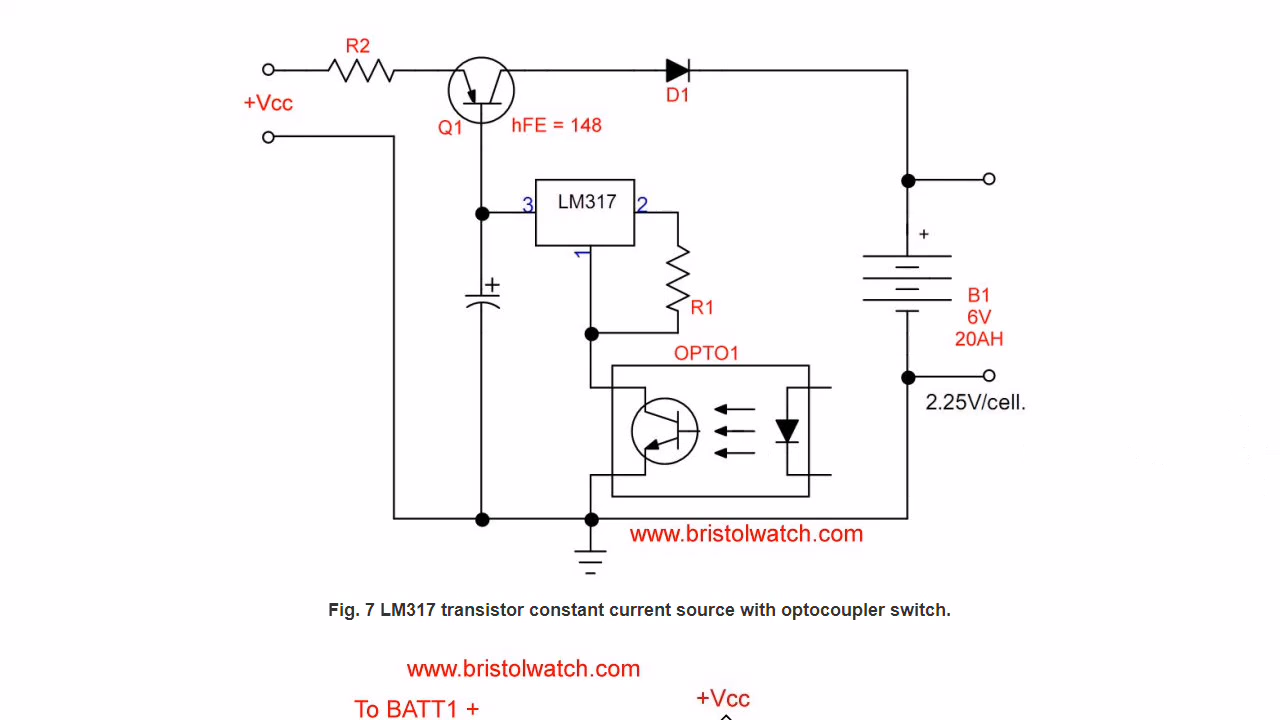 R2
+Vcc
Q1
hFE = 148
D1
3
LM317
2
1
+
R1
+
B1
6V
20AH
OPTO1
2.25V/cell.
www.bristolwatch.com
Fig. 7 LM317 transistor constant current source with optocoupler switch.
www.bristolwatch.com
To BATT1 +
+Vcc